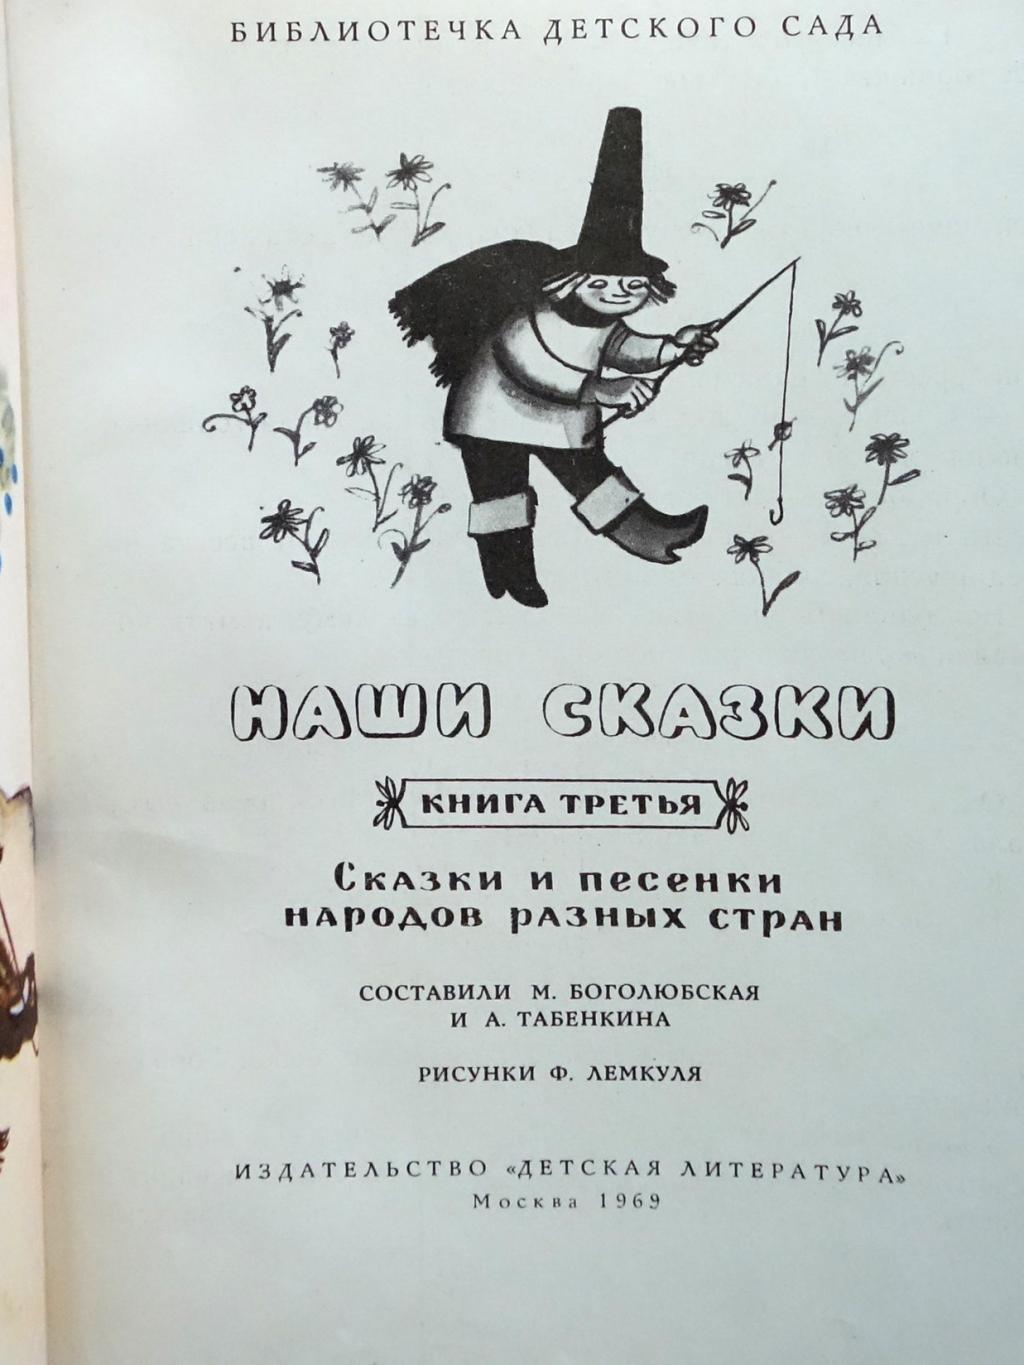 БИБЛИОТЕЧКА ДЕТСКОГО САДА
НАШИ СКАЗКИ
КНИГА ТРЕТЬЯ
Сказки и песенки
народов разных стран
СОСТАВИЛИ М. БОГОЛЮБСКАЯ
И А. ТАБЕНКИНА
РИСУНКИ Ф. ЛЕМКУЛЯ
ИЗДАТЕЛЬСТВО «ДЕТСКАЯ ЛИТЕРАТУРА»
Москва 1969